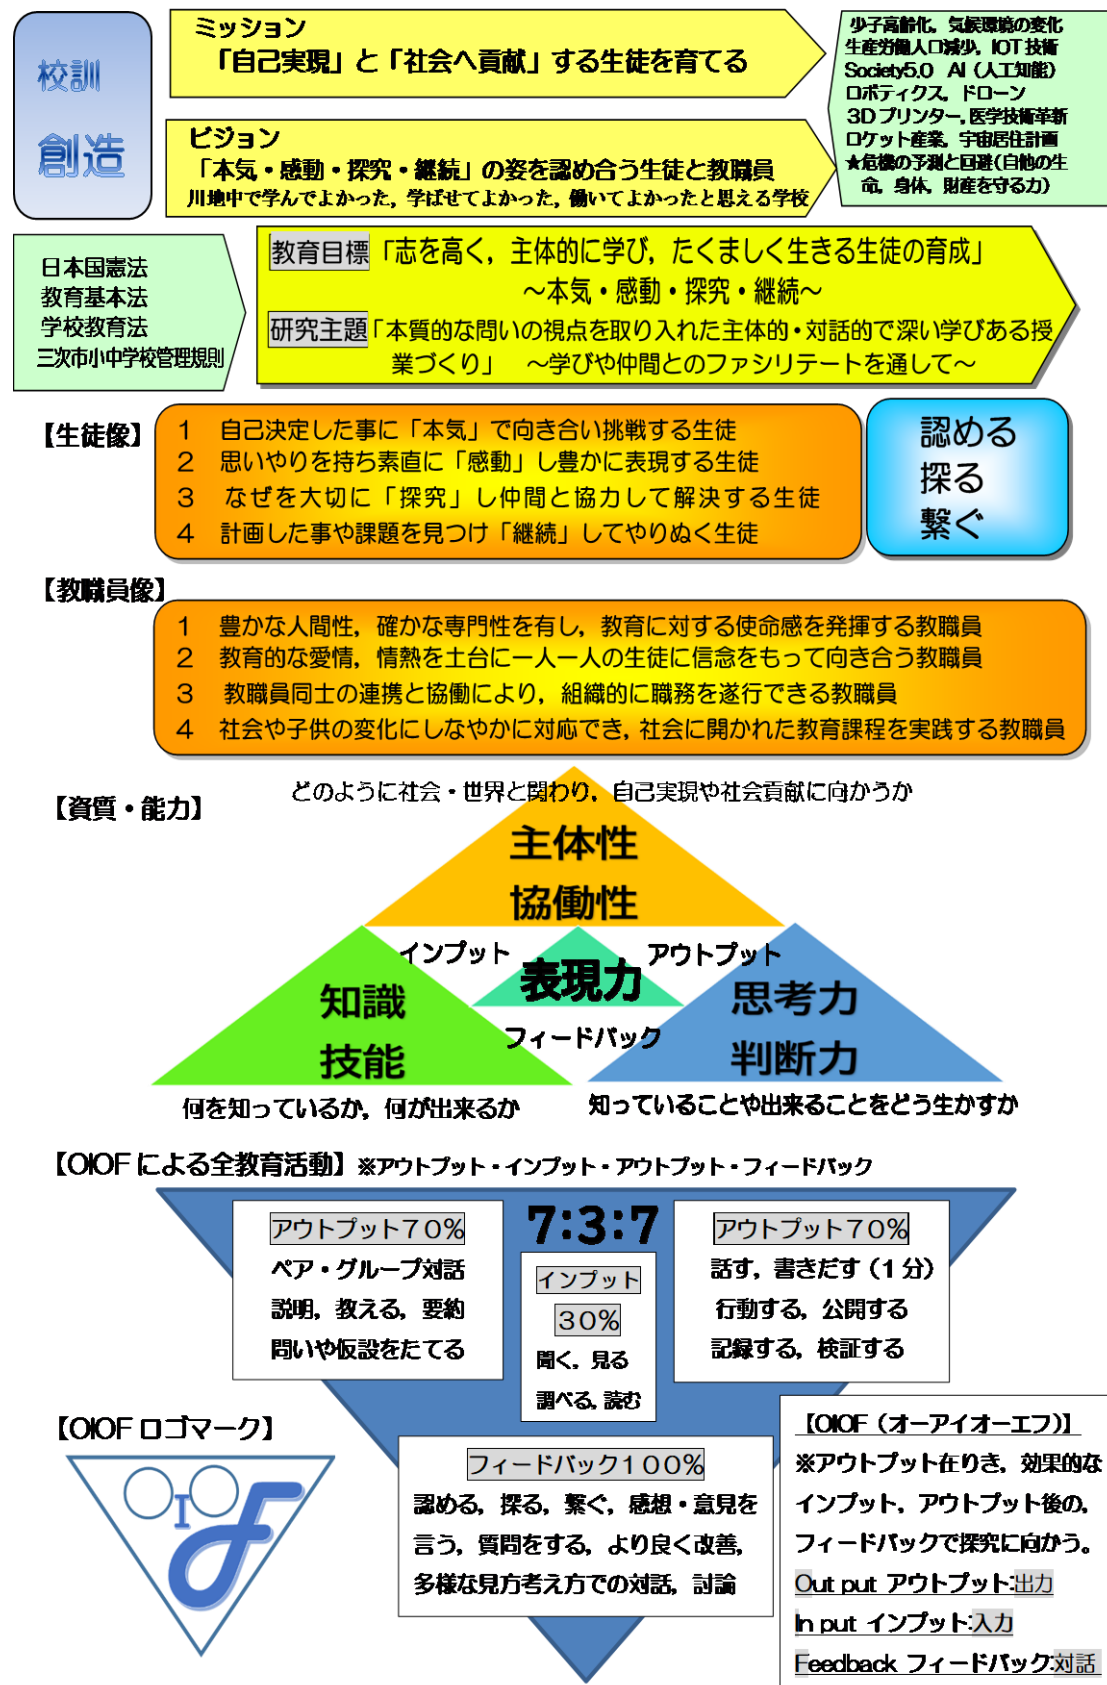 校訓
創造
ミッション
「自己実現」と「社会へ貢献」する生徒を育てる
ビジョン
「本気・感動・探究・継続」の姿を認め合う生徒と教職員
川地中で学んでよかった，学ばせてよかった，働いてよかったと思える学校
少子高齢化，気候環境の変化
生産労働人口減少，IOT技術
Society5.0　AI（人工知能）
ロボティクス，ドローン
3Dプリンター，医学技術革新
ロケット産業，宇宙居住計画
★危機の予測と回避（自他の生
命，身体，財産を守る力）
日本国憲法
教育基本法
学校教育法
三次市小中学校管理規則
教育目標「志を高く，主体的に学び，たくましく生きる生徒の育成」
～本気・感動・探究・継続～
研究主題「本質的な問いの視点を取り入れた主体的・対話的で深い学びある授
業づくり」　～学びや仲間とのファシリテートを通して～
【生徒像】
1　自己決定した事に「本気」で向き合い挑戦する生徒
2　思いやりを持ち素直に「感動」し豊かに表現する生徒
3　なぜを大切に「探究」し仲間と協力して解決する生徒
4　計画した事や課題を見つけ「継続」してやりぬく生徒
認める
探る
繋ぐ
【教職員像】
1　豊かな人間性，確かな専門性を有し，教育に対する使命感を発揮する教職員
2　教育的な愛情，情熱を土台に一人一人の生徒に信念をもって向き合う教職員
3　教職員同士の連携と協働により，組織的に職務を遂行できる教職員
4　社会や子供の変化にしなやかに対応でき，社会に開かれた教育課程を実践する教職員
【資質・能力】
どのように社会・世界と関わり，自己実現や社会貢献に向かうか
主体性
協働性
インプット
アウトプット
表現力
知識
技能
思考力
判断力
フィードバック
何を知っているか，何が出来るか
知っていることや出来ることをどう生かすか
【OIOFによる全教育活動】※アウトプット・インプット・アウトプット・フィードバック
7:3:7
アウトプット７０％
ペア・グループ対話
説明，教える，要約
問いや仮設をたてる
インプット
３０％
聞く，見る
調べる，読む
アウトプット７０％
話す，書きだす（1分）
行動する，公開する
記録する，検証する
フィードバック１００％
認める，探る，繋ぐ，感想・意見を
言う，質問をする，より良く改善，
多様な見方考え方での対話，討論
【OIOFロゴマーク】
OIOF
【OIOF（オーアイオーエフ）】
※アウトプット在りき，効果的な
インプット，アウトプット後の，
フィードバックで探究に向かう。
Out put アウトプット:出力
In put インプット:入力
Feedback フィードバック:対話